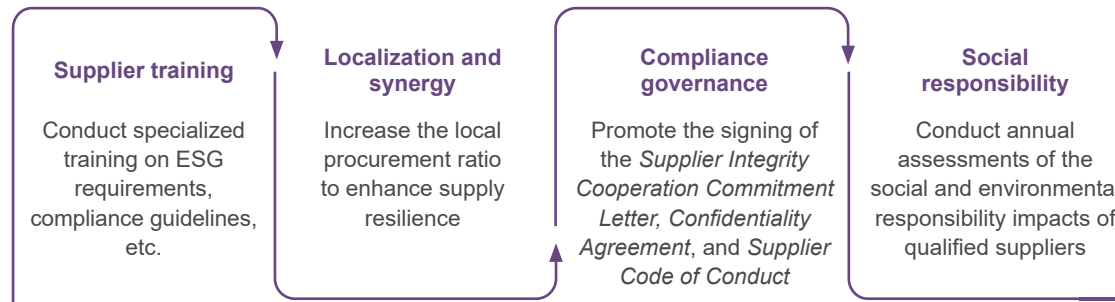 Supplier training
Conduct specialized
training on ESG
requirements,
compliance guidelines,
etc.
Localization and
synergy
Increase the local
procurement ratio
to enhance supply
resilience
Compliance
governance
Promote the signing of
the Supplier Integrity
Cooperation Commitment
Letter, Confidentiality
Agreement, and Supplier
Code of Conduct
Social
responsibility
Conduct annual
assessments of the
social and environmenta
responsibility impacts of
qualified suppliers